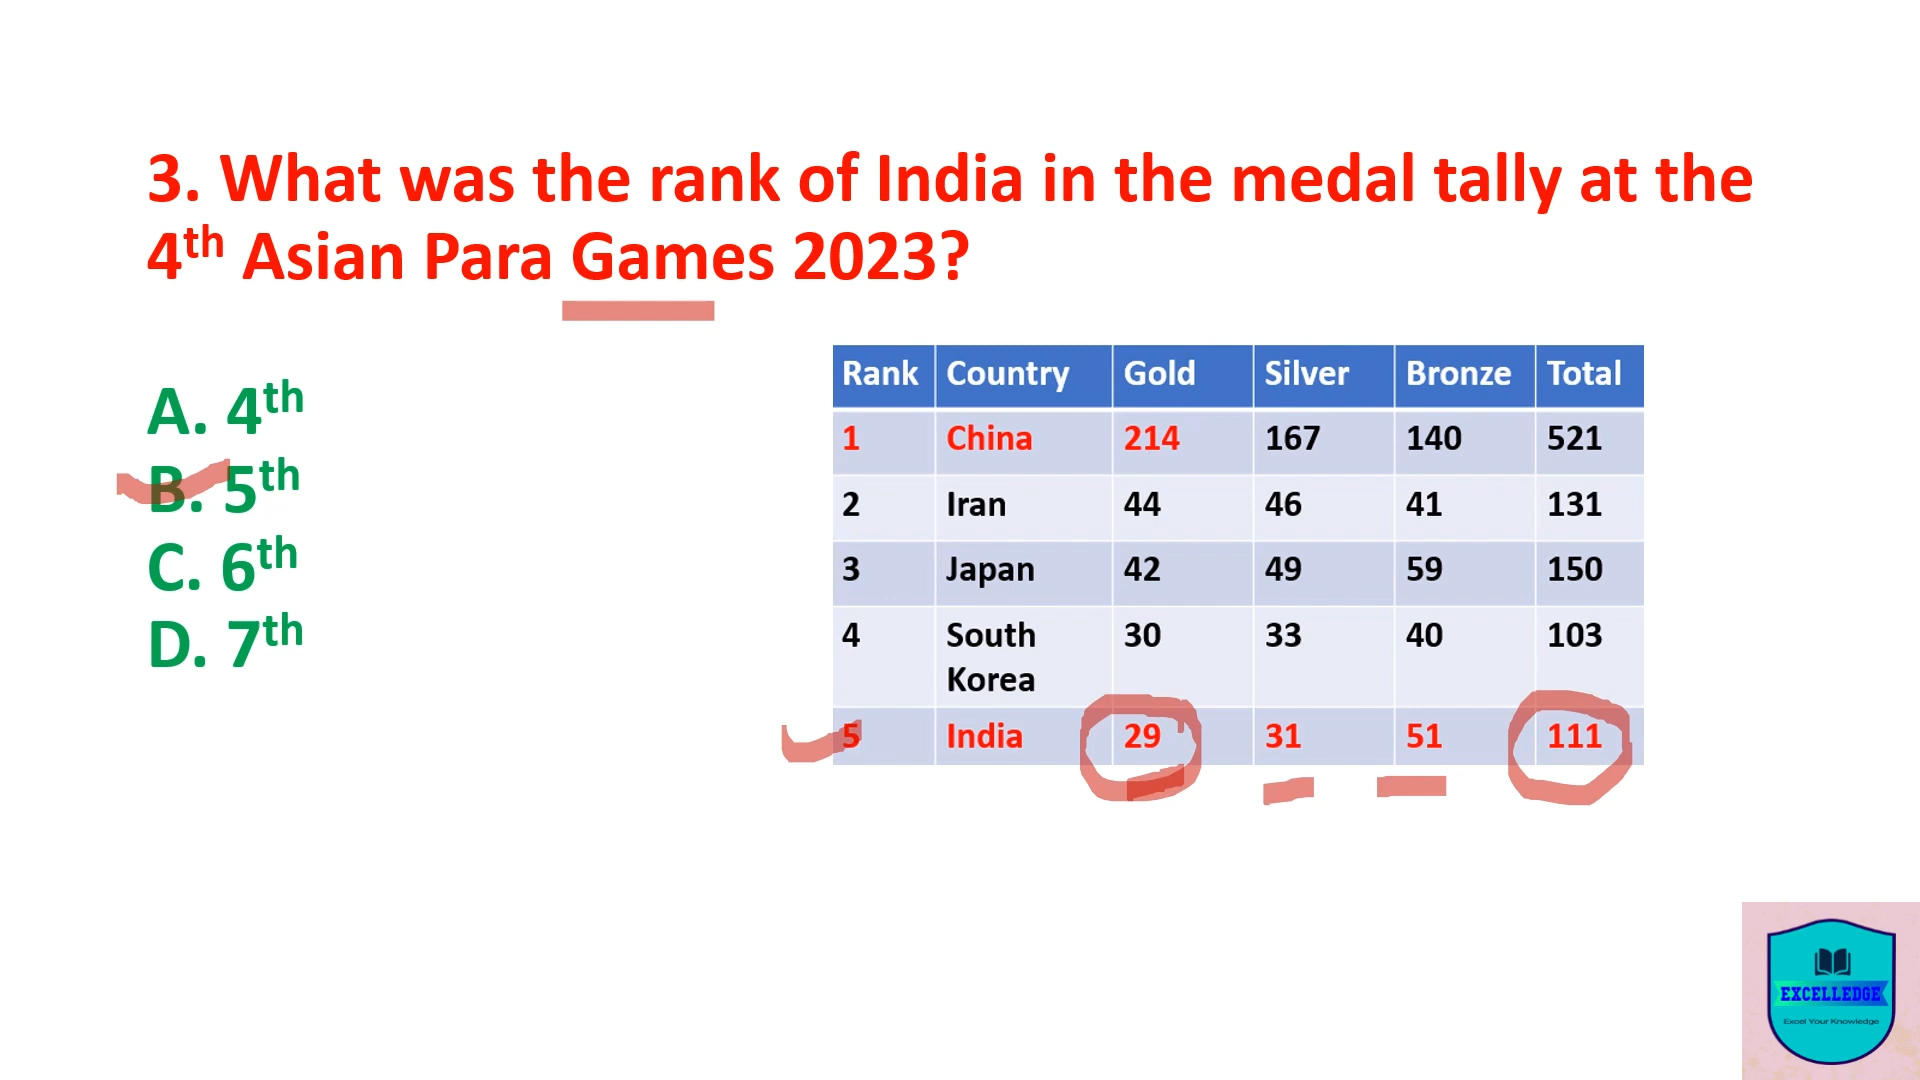 3. What was the rank of India in the medal tally at the
4th Asian Para Games 2023?
A. 4th
B. 5th
C. 6th
D. 7th
Rank Country Gold Silver Bronze Total
1 China 214 167 140 521
2 Iran 44 46 41 131
3 Japan 42 49 59 150
4 South Korea 30 33 40 103
5 India 29 31 51 111
EXCELLEDGE
Excel Your Knowledge